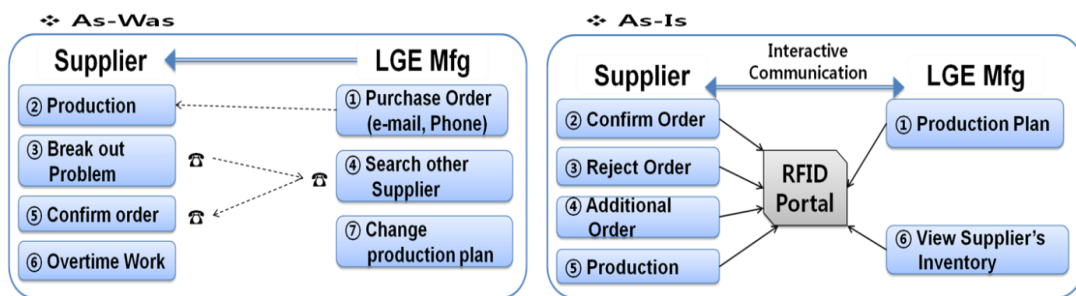 ❖ As-Was
Supplier
LGE Mfg
② Production
① Purchase Order
(e-mail, Phone)
③ Break out
Problem
④ Search other
Supplier
⑤ Confirm order
⑥ Overtime Work
⑦ Change
production plan
❖ As-Is
Supplier
Interactive
Communication
LGE Mfg
② Confirm Order
① Production Plan
③ Reject Order
RFID
Portal
④ Additional
Order
⑤ Production
⑥ View Supplier's
Inventory